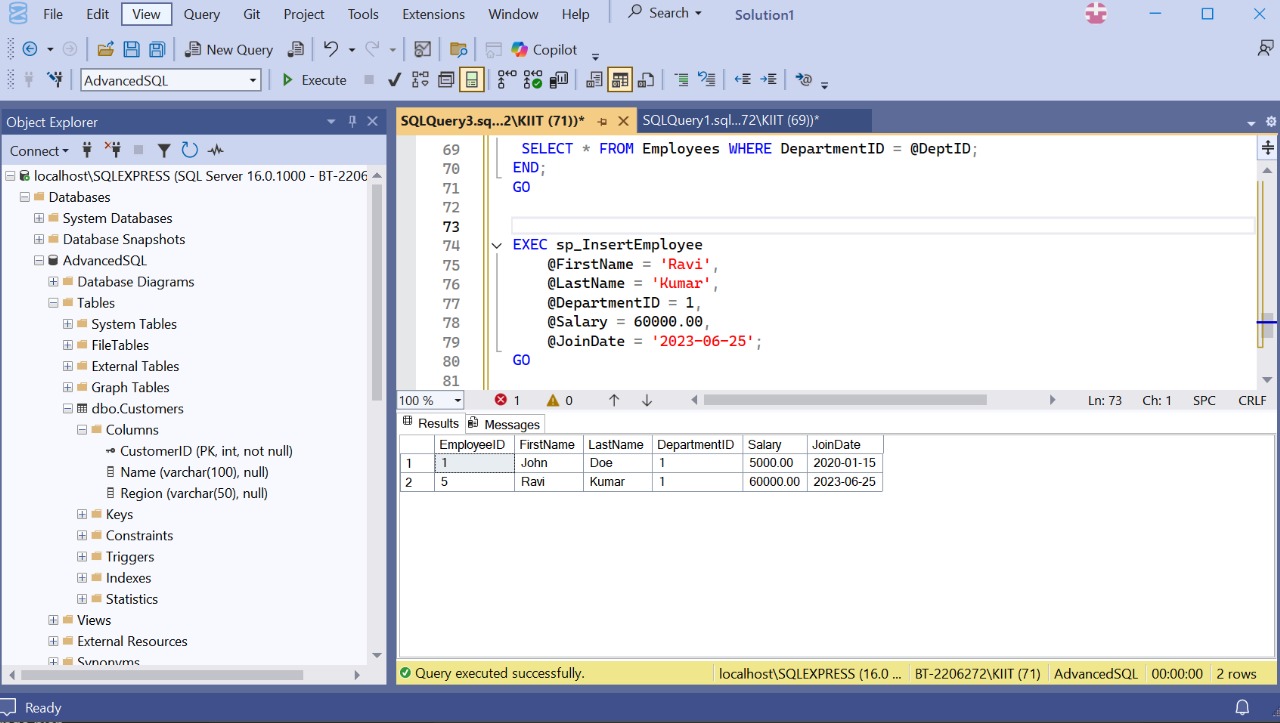 File Edit View Query Git Project Tools Extensions Window Help Search Solution1
New Query Copilot
AdvancedSQL Execute
Object Explorer
Connect
localhost\SQLEXPRESS (SQL Server 16.0.1000 - BT-2206
Databases
System Databases
Database Snapshots
AdvancedSQL
Database Diagrams
Tables
System Tables
FileTables
External Tables
Graph Tables
dbo.Customers
Columns
CustomerID (PK, int, not null)
Name (varchar(100), null)
Region (varchar(50), null)
Keys
Constraints
Triggers
Indexes
Statistics
Views
External Resources
Synonyms
SQLQuery3.sq...2\KIIT (71))* SQLQuery1.sql...72\KIIT (69))*
69 SELECT * FROM Employees WHERE DepartmentID = @DeptID;
70 END;
71 GO
72
73
74 EXEC sp_InsertEmployee
75 @FirstName = 'Ravi',
76 @LastName = 'Kumar',
77 @DepartmentID = 1,
78 @Salary = 60000.00,
79 @JoinDate = '2023-06-25';
80 GO
81
100 % 1 0 Ln: 73 Ch: 1 SPC CRLF
Results Messages
EmployeeID FirstName LastName DepartmentID Salary JoinDate
1 1 John Doe 1 5000.00 2020-01-15
2 5 Ravi Kumar 1 60000.00 2023-06-25
Query executed successfully. localhost\SQLEXPRESS (16.0 ... BT-2206272\KIIT (71) AdvancedSQL 00:00:00 2 rows
Ready